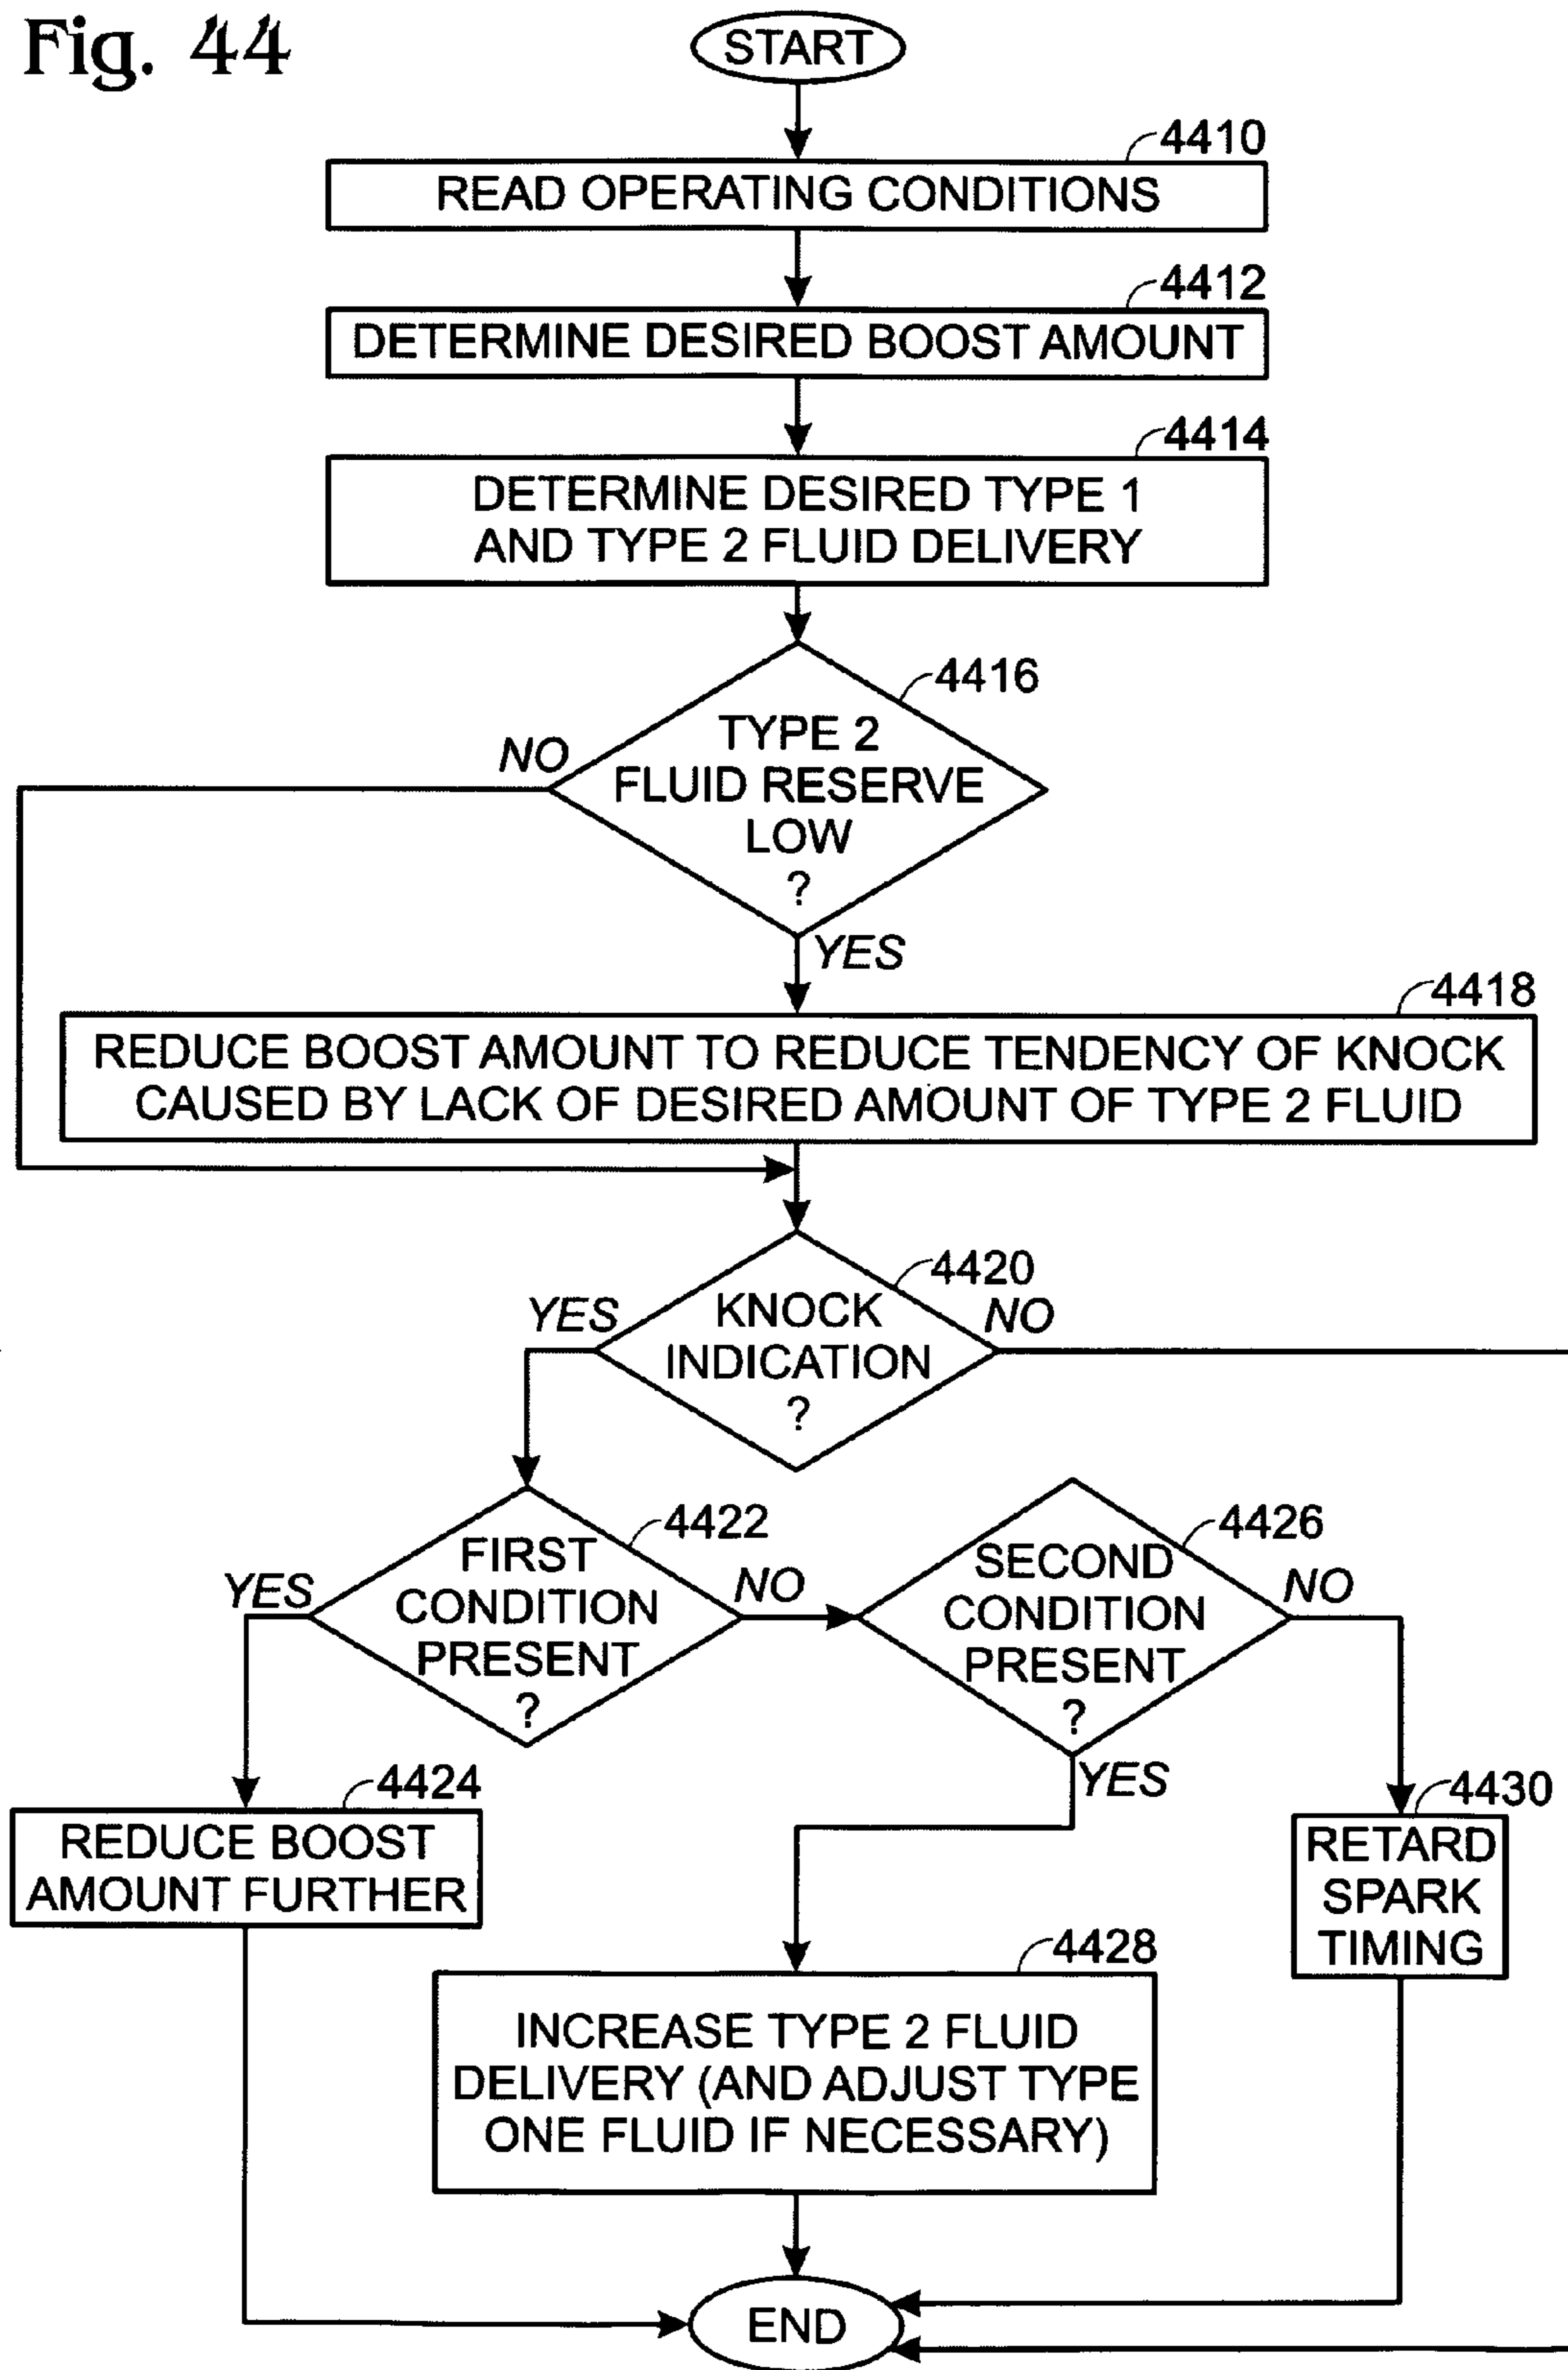 Fig. 44
START
4410
READ OPERATING CONDITIONS
4412
DETERMINE DESIRED BOOST AMOUNT
4414
DETERMINE DESIRED TYPE 1
AND TYPE 2 FLUID DELIVERY
4416
TYPE 2
FLUID RESERVE
LOW
?
NO
YES
4418
REDUCE BOOST AMOUNT TO REDUCE TENDENCY OF KNOCK
CAUSED BY LACK OF DESIRED AMOUNT OF TYPE 2 FLUID
4420
KNOCK
INDICATION
?
YES
NO
4422
FIRST
CONDITION
PRESENT
?
YES
NO
4426
SECOND
CONDITION
PRESENT
?
NO
YES
4424
REDUCE BOOST
AMOUNT FURTHER
4430
RETARD
SPARK
TIMING
4428
INCREASE TYPE 2 FLUID
DELIVERY (AND ADJUST TYPE
ONE FLUID IF NECESSARY)
END